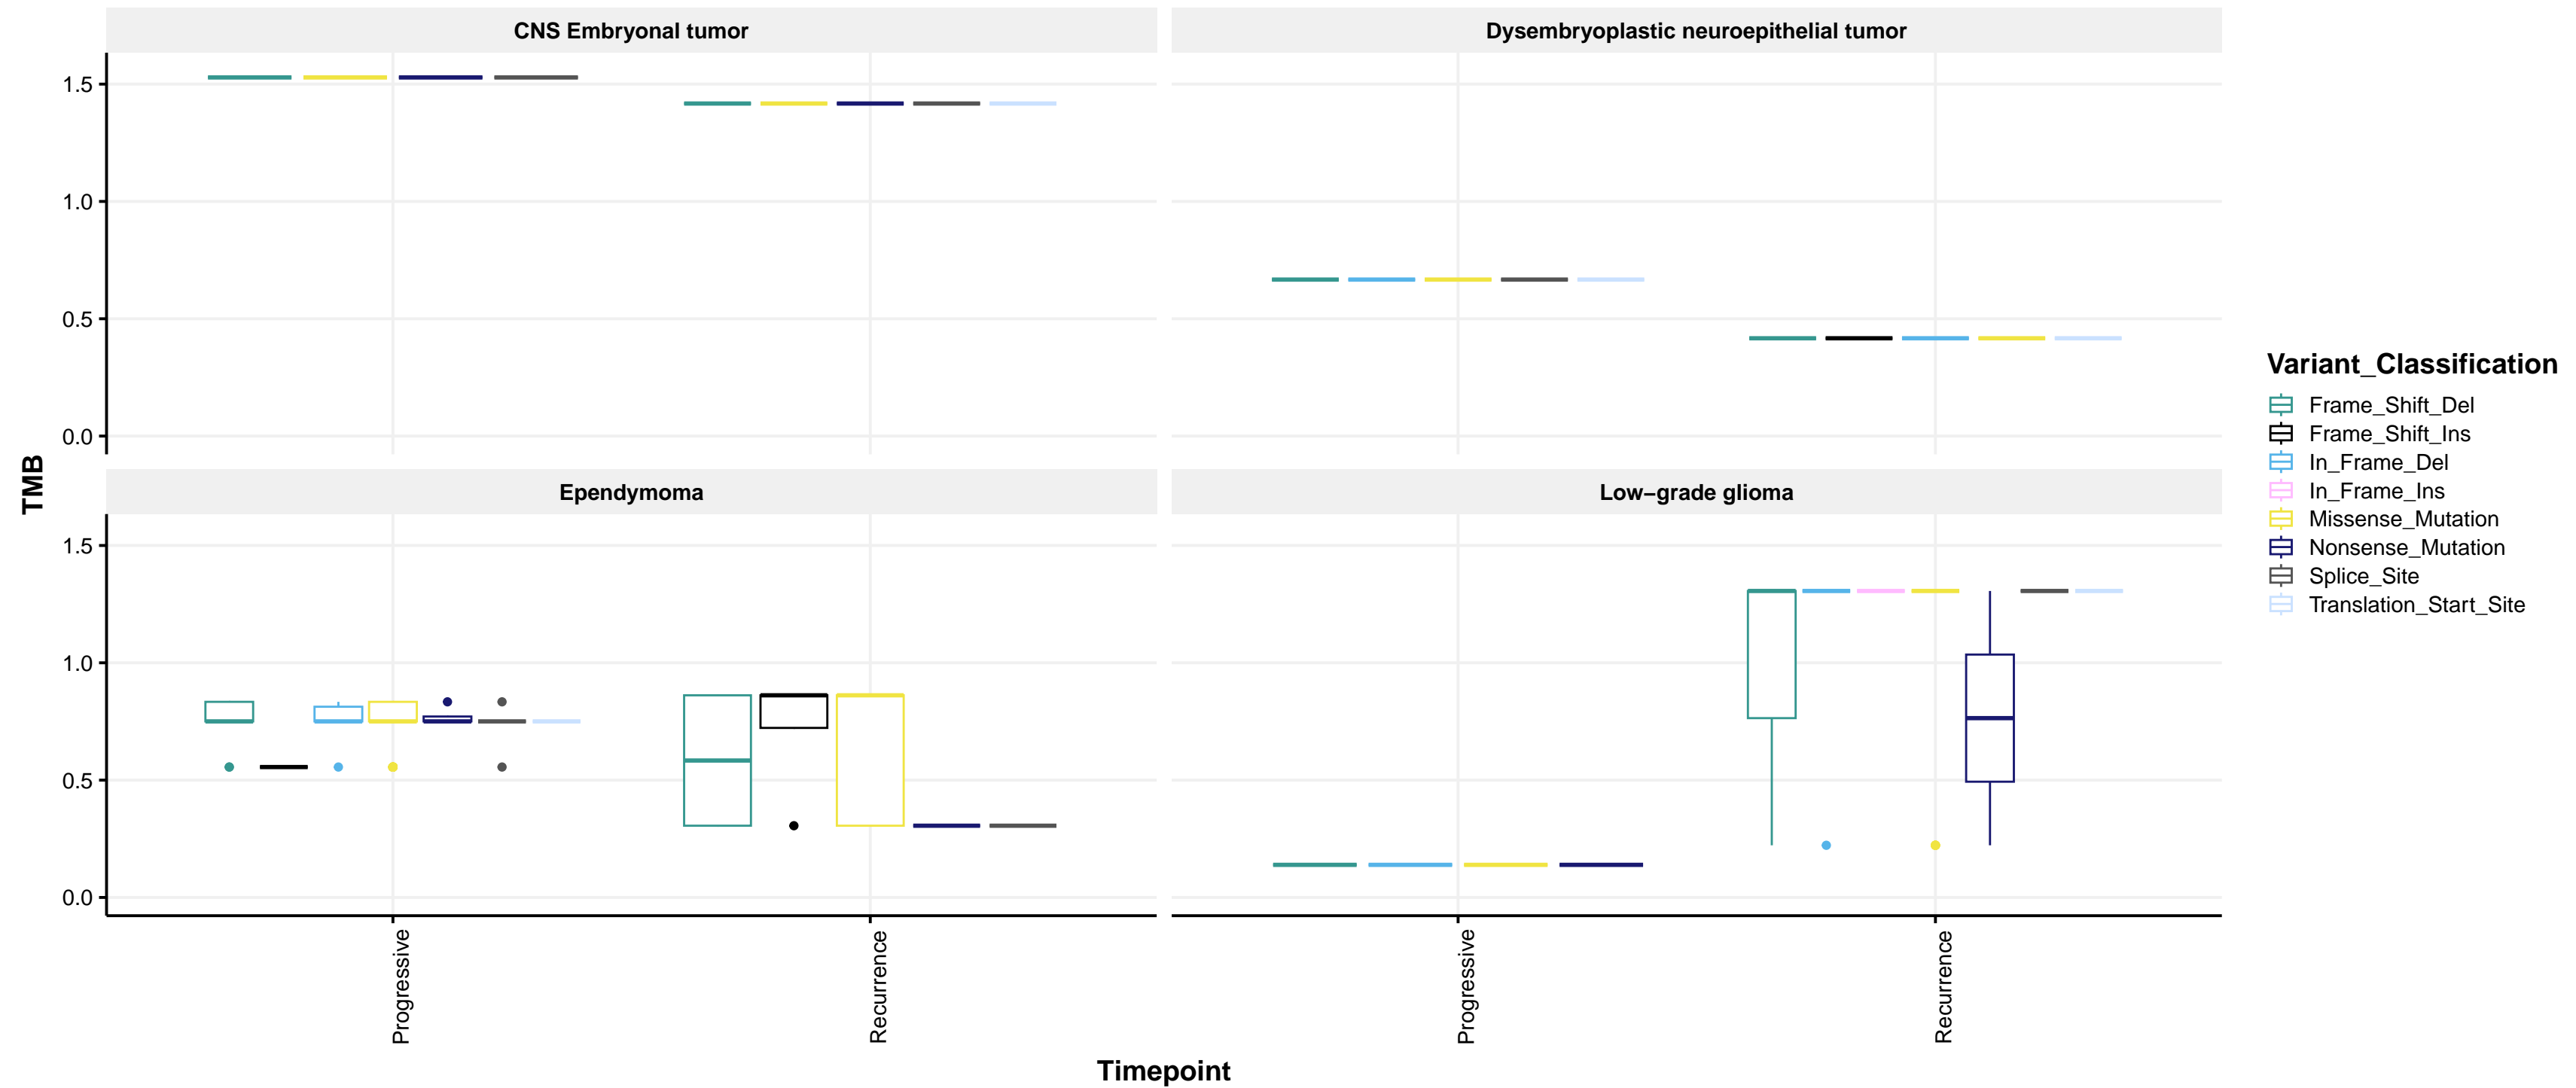 CNS Embryonal tumor
Dysembryoplastic neuroepithelial tumor
1.5
1.0
0.5
0.0
TMB
Ependymoma
Low−grade glioma
1.5
1.0
0.5
0.0
Progressive
Recurrence
Progressive
Recurrence
Timepoint
Variant_Classification
Frame_Shift_Del
Frame_Shift_Ins
In_Frame_Del
In_Frame_Ins
Missense_Mutation
Nonsense_Mutation
Splice_Site
Translation_Start_Site